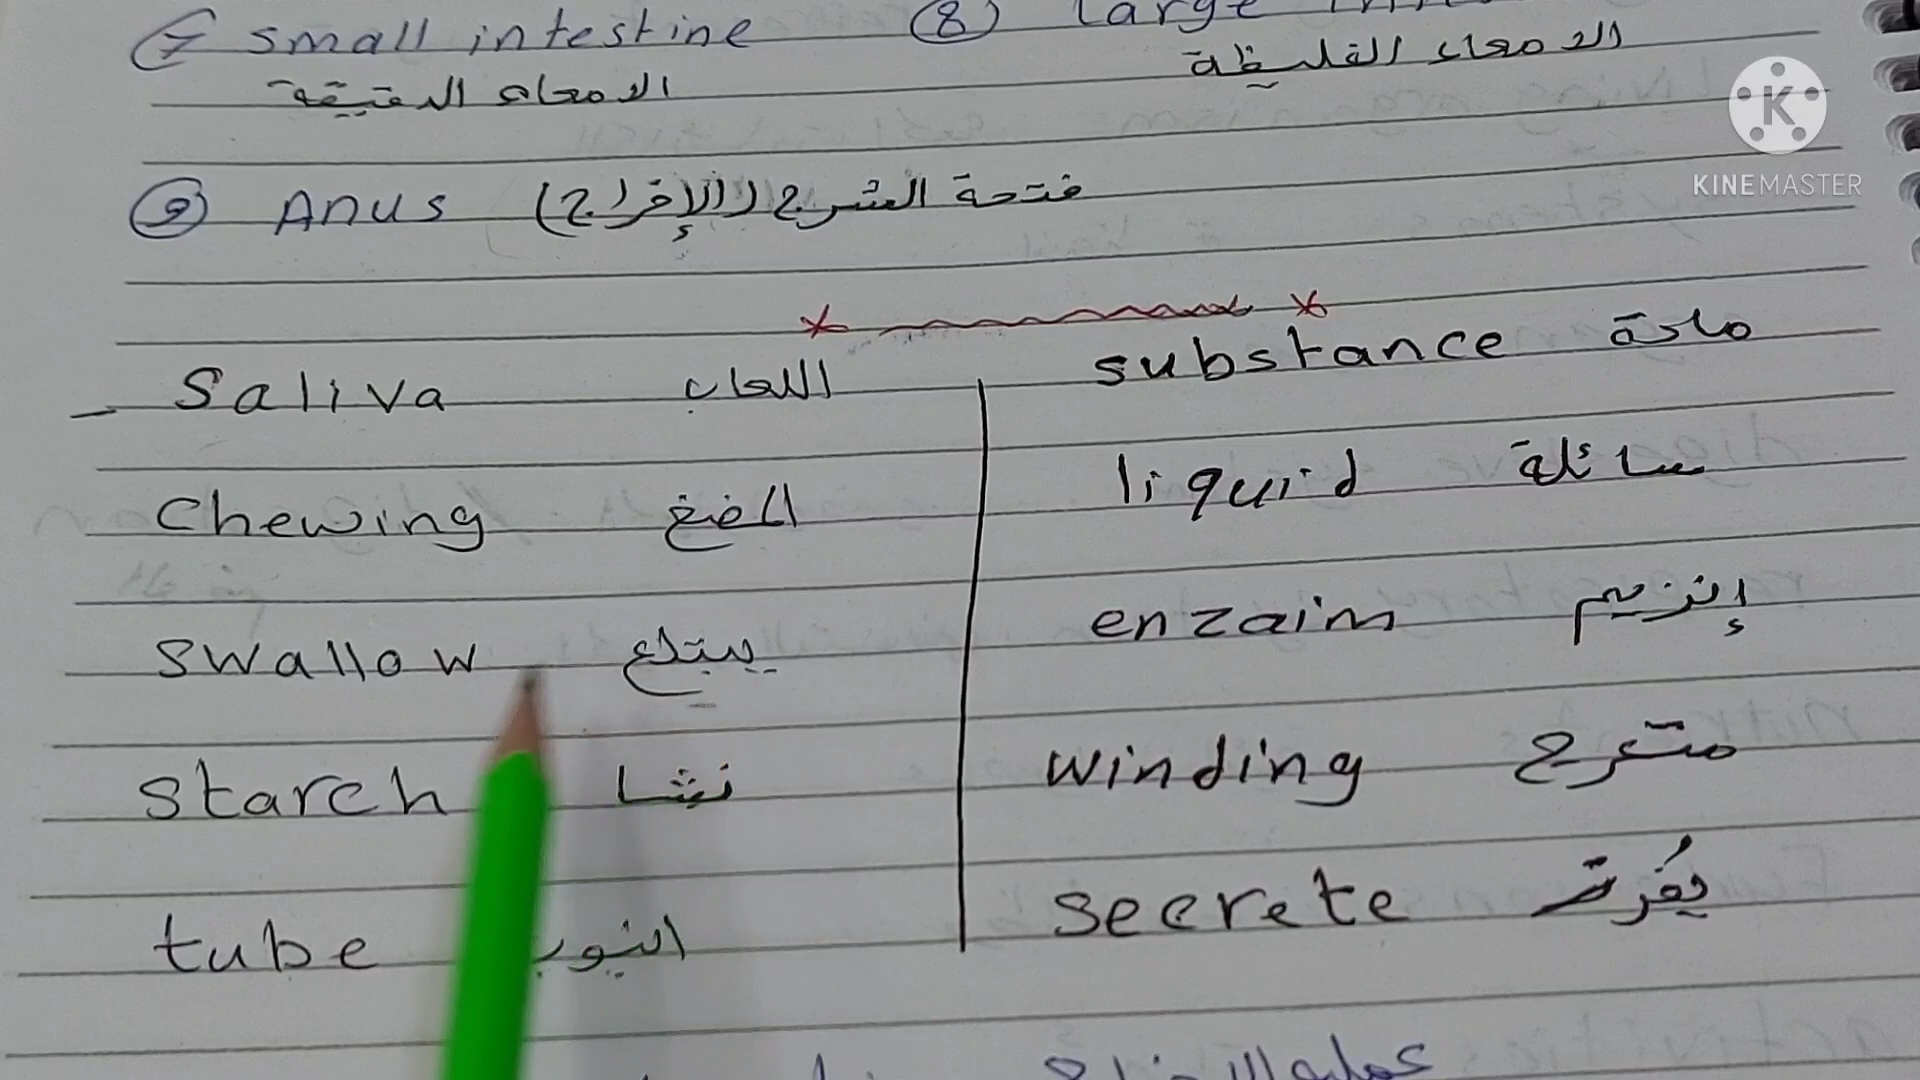 7 small intestine 8 large
الامعاء الدقيقة الامعاء الغليظة
9 Anus فتحة الشرج (الإخراج)
Saliva اللعاب substance مادة
chewing المضغ liquid سائلة
swallow يبتلع enzaim إنزيم
starch نشا winding متعرج
tube secrete يفرز
عملية
K
KINEMASTER